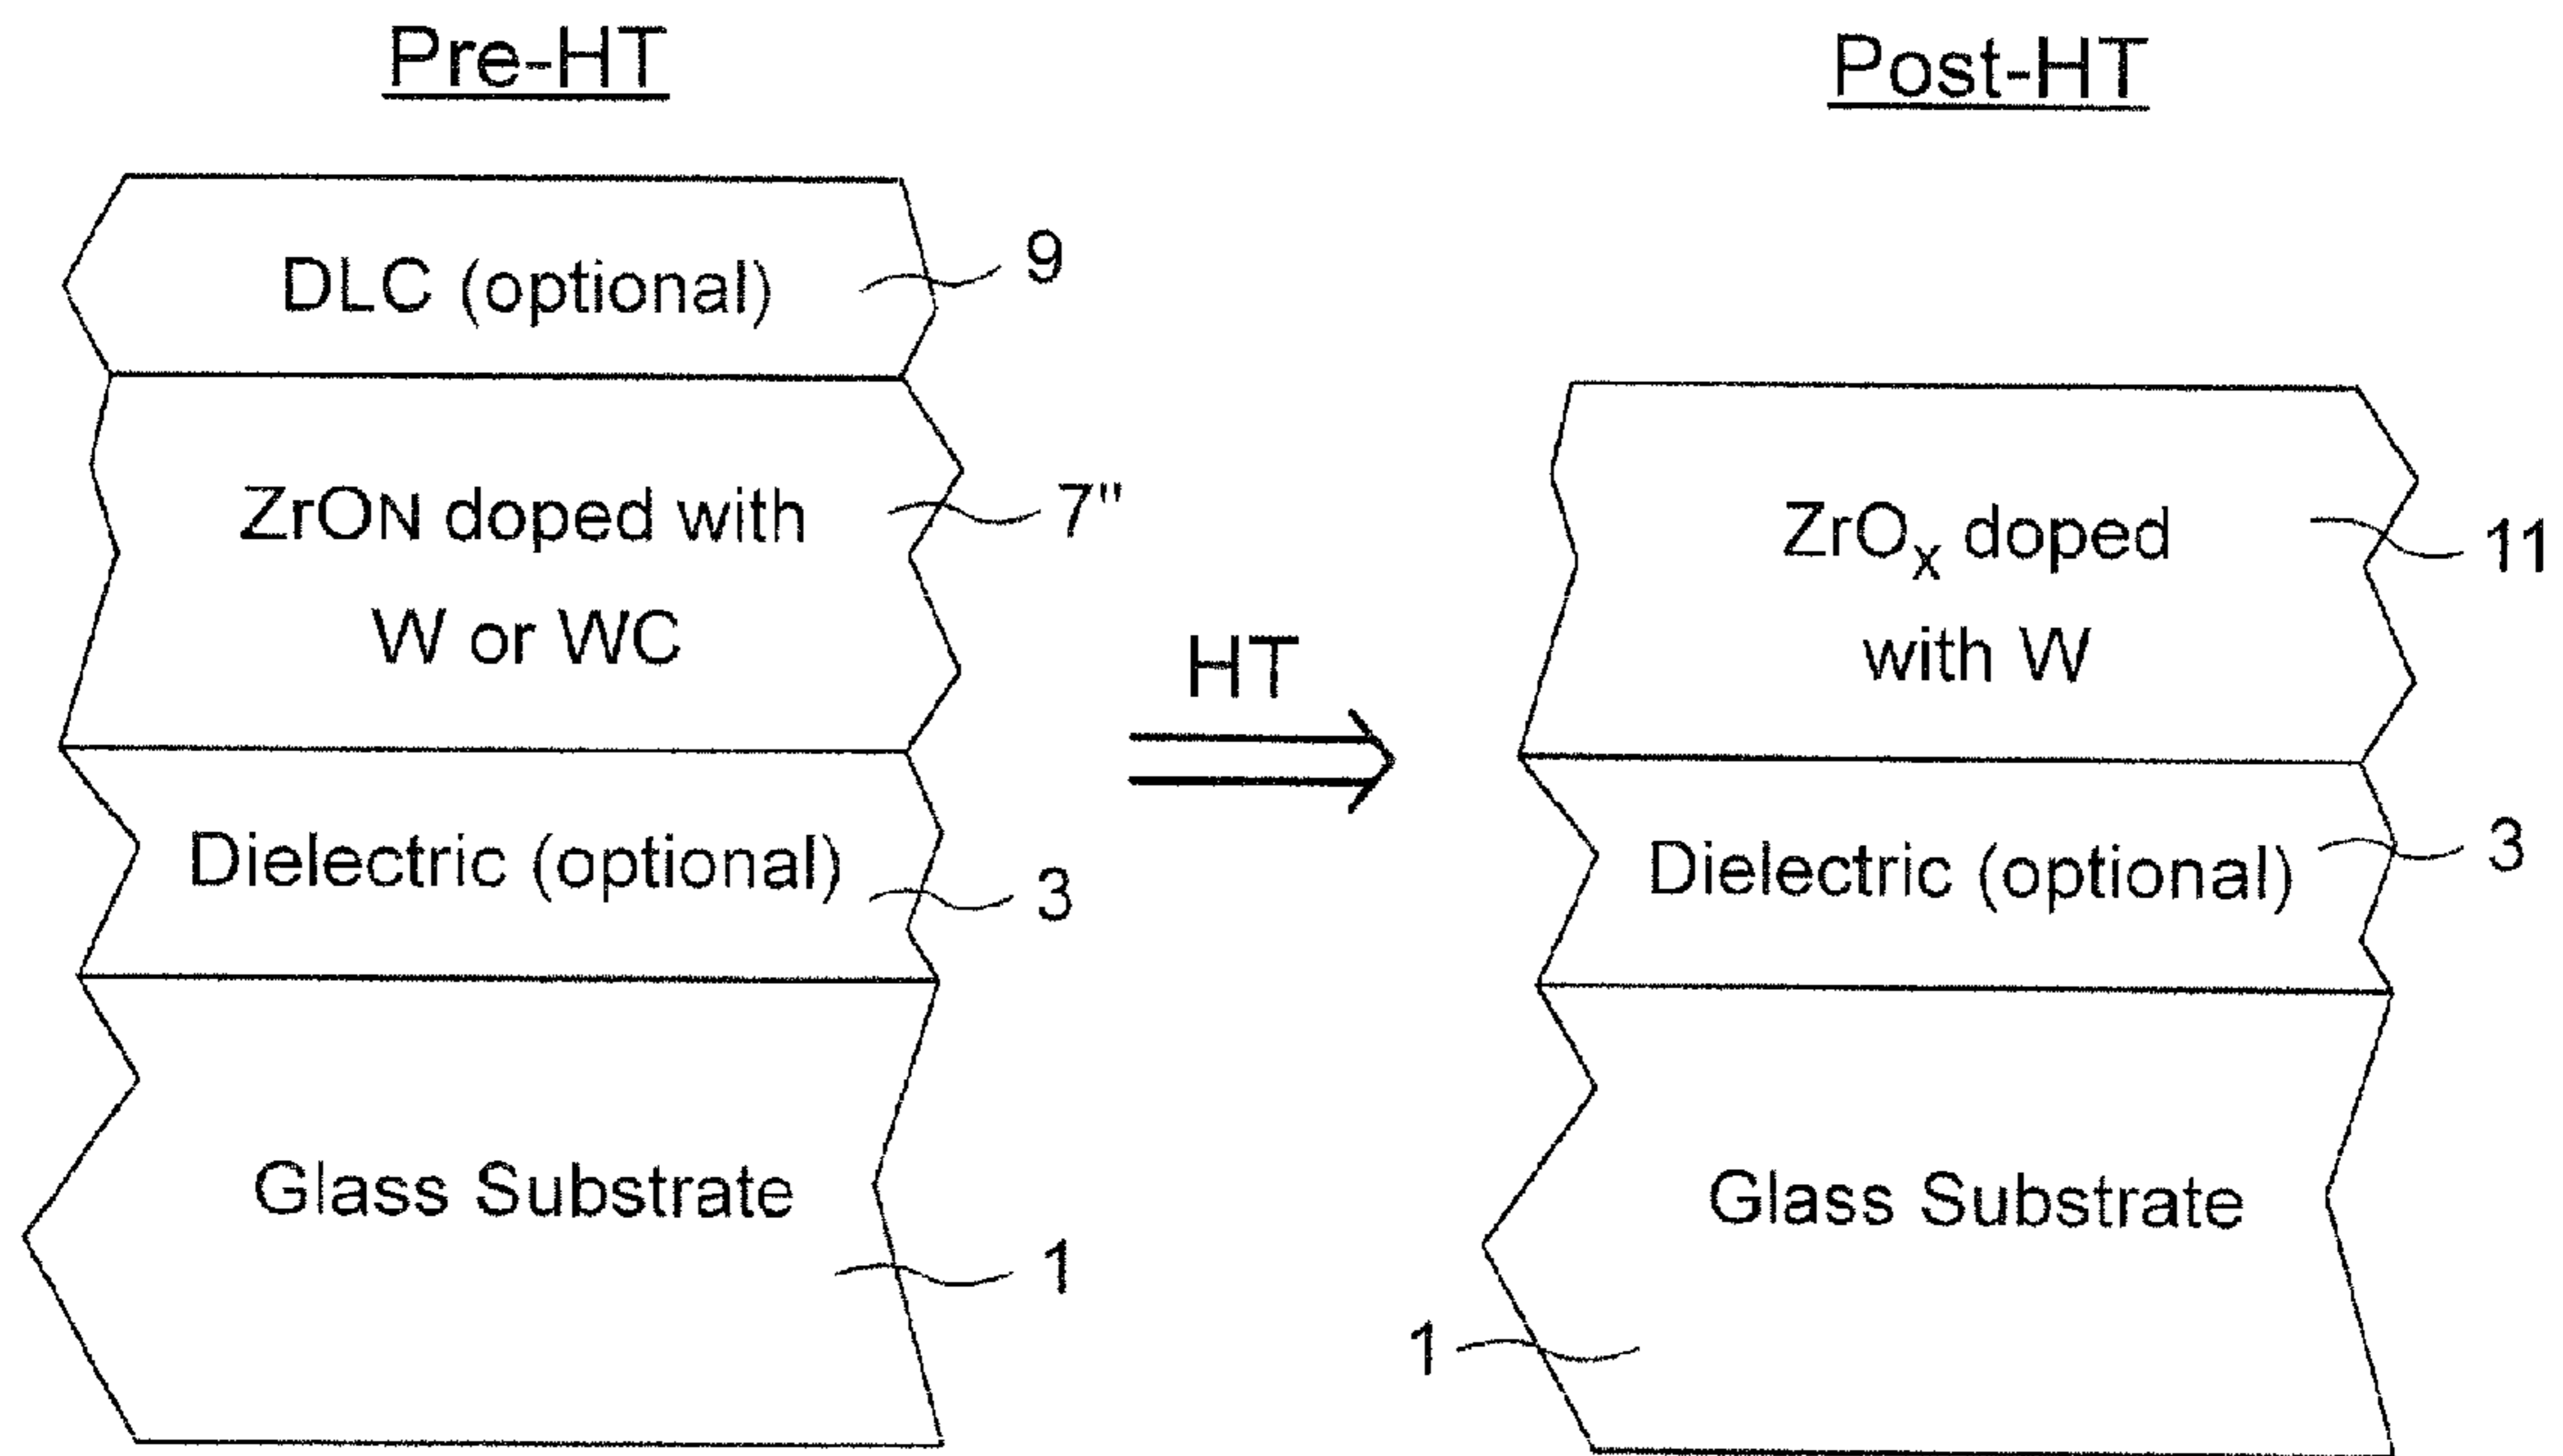 Pre-HT
DLC (optional)
9
ZrON doped with
W or WC
7"
Dielectric (optional)
3
Glass Substrate
1
HT
Post-HT
ZrOₓ doped
with W
11
Dielectric (optional)
3
Glass Substrate
1